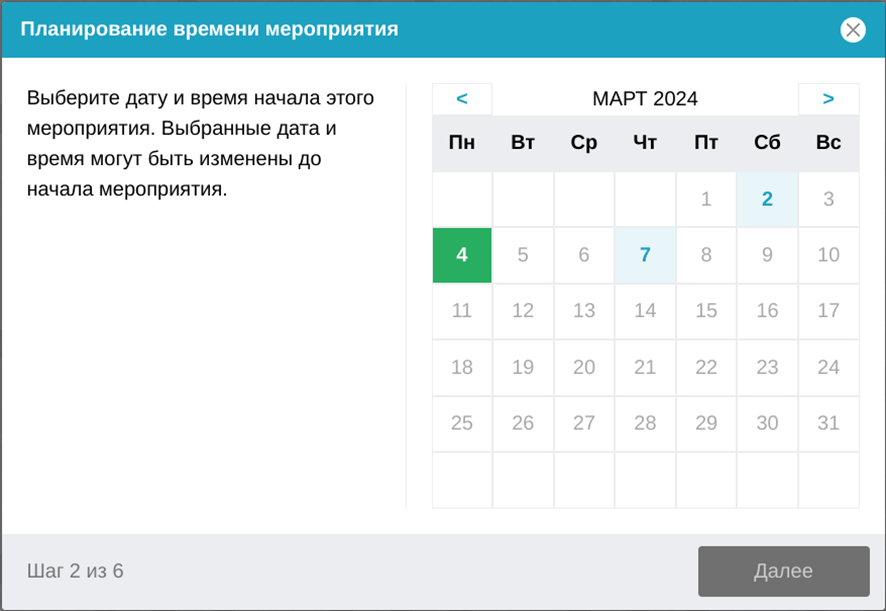 Планирование времени мероприятия
Выберите дату и время начала этого
мероприятия. Выбранные дата и
время могут быть изменены до
начала мероприятия.
< МАРТ 2024 >
Пн Вт Ср Чт Пт Сб Вс
1 2 3
4 5 6 7 8 9 10
11 12 13 14 15 16 17
18 19 20 21 22 23 24
25 26 27 28 29 30 31
Шаг 2 из 6
Далее